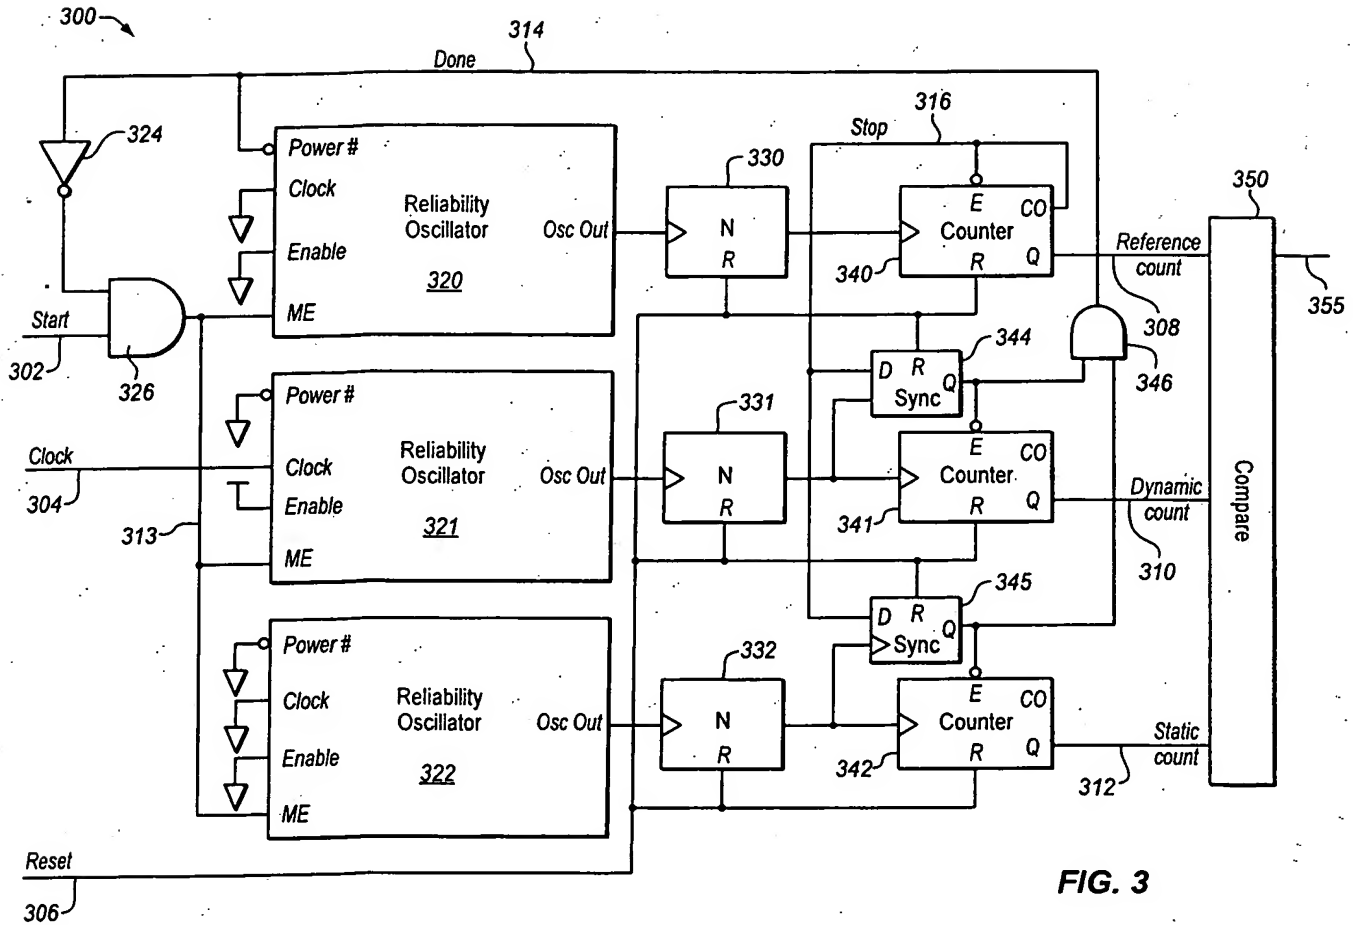 300
314
Done
316
Stop
324
Power #
Clock
Enable
ME
Reliability
Oscillator
320
Osc Out
330
N
R
E
CO
Counter
Q
R
340
Reference
count
308
350
355
Start
302
326
344
D
R
Q
Sync
346
Power #
Clock
Enable
ME
Reliability
Oscillator
321
Osc Out
331
N
R
E
CO
Counter
Q
R
341
Dynamic
count
310
Compare
Clock
304
313
345
D
R
Q
Sync
Power #
Clock
Enable
ME
Reliability
Oscillator
322
Osc Out
332
N
R
E
CO
Counter
Q
R
342
Static
count
312
Reset
306
FIG. 3